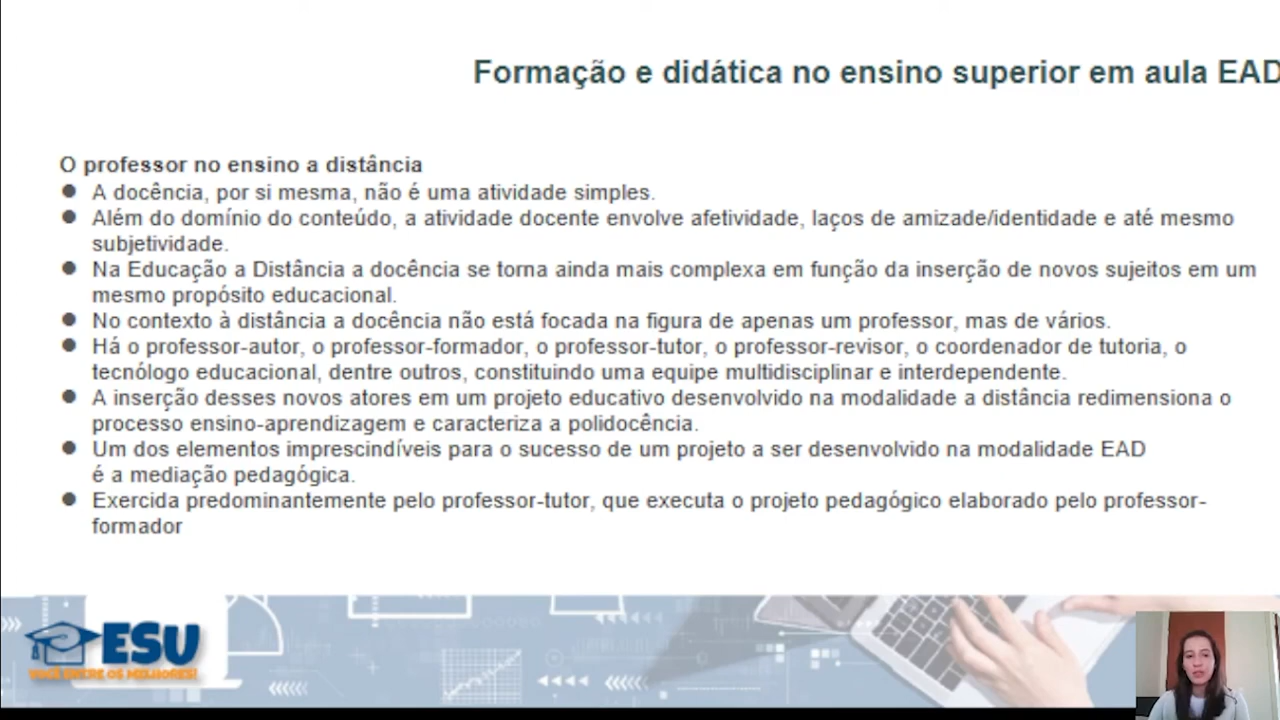 Formação e didática no ensino superior em aula EAD
O professor no ensino a distância
● A docência, por si mesma, não é uma atividade simples.
● Além do domínio do conteúdo, a atividade docente envolve afetividade, laços de amizade/identidade e até mesmo
subjetividade.
● Na Educação a Distância a docência se torna ainda mais complexa em função da inserção de novos sujeitos em um
mesmo propósito educacional.
● No contexto à distância a docência não está focada na figura de apenas um professor, mas de vários.
● Há o professor-autor, o professor-formador, o professor-tutor, o professor-revisor, o coordenador de tutoria, o
tecnólogo educacional, dentre outros, constituindo uma equipe multidisciplinar e interdependente.
● A inserção desses novos atores em um projeto educativo desenvolvido na modalidade a distância redimensiona o
processo ensino-aprendizagem e caracteriza a polidocência.
● Um dos elementos imprescindíveis para o sucesso de um projeto a ser desenvolvido na modalidade EAD
é a mediação pedagógica.
● Exercida predominantemente pelo professor-tutor, que executa o projeto pedagógico elaborado pelo professor-
formador
ESU
VOCÊ ENTRE OS MELHORES!